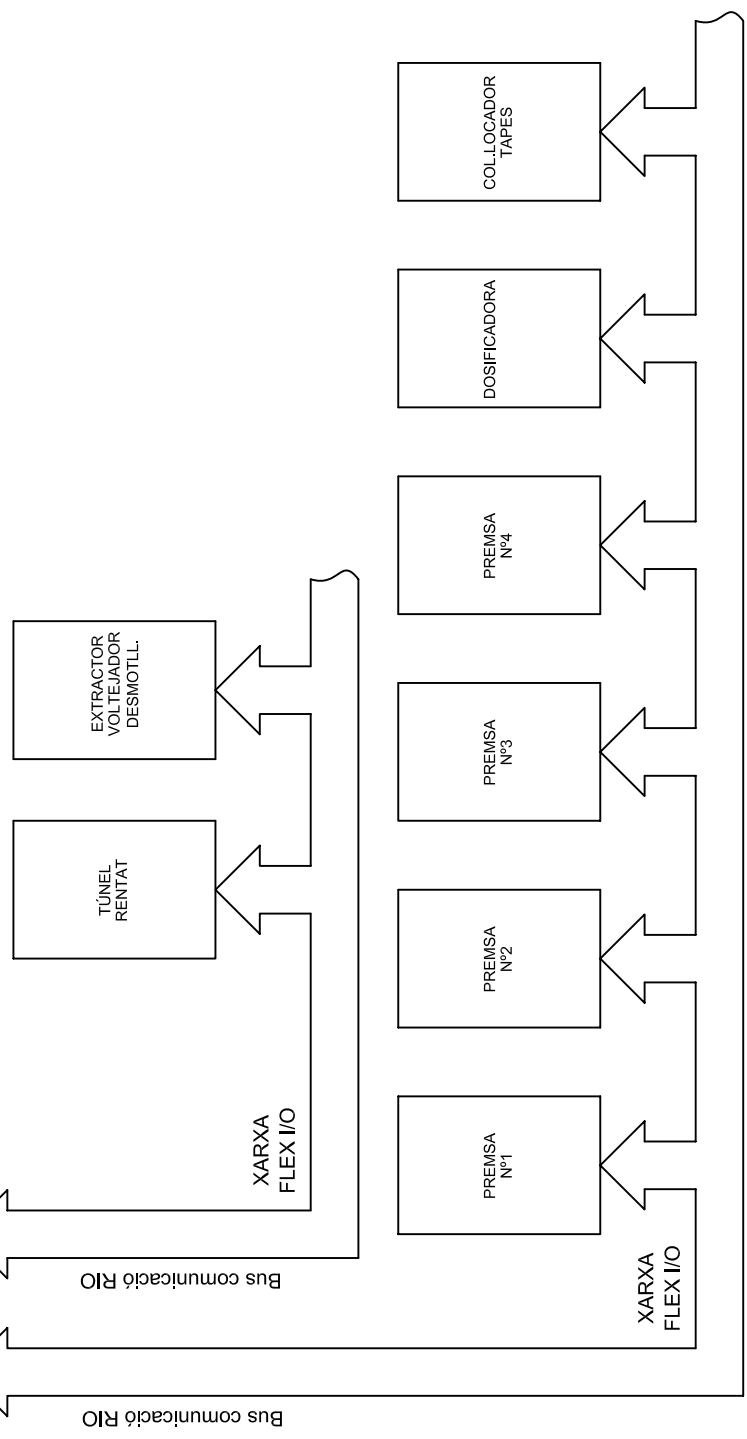 EXTRACTOR
VOLTEJADOR
DESMOTLL.
TÚNEL
RENTAT
XARXA
FLEX I/O
Bus comunicació RIO
COL.LOCADOR
TAPES
DOSIFICADORA
PREMSA
Nº4
PREMSA
Nº3
PREMSA
Nº2
PREMSA
Nº1
XARXA
FLEX I/O
Bus comunicació RIO